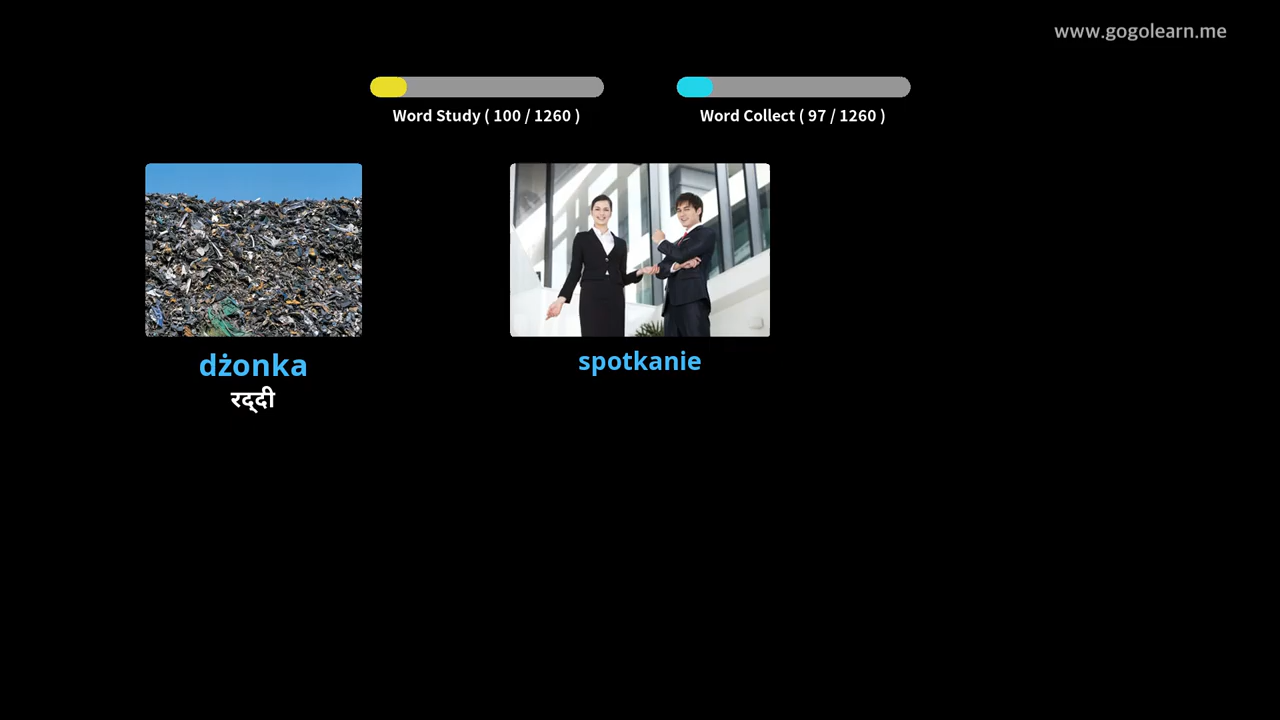 www.gogolearn.me
Word Study ( 100 / 1260 )
Word Collect ( 97 / 1260 )
dżonka
रद्दी
spotkanie